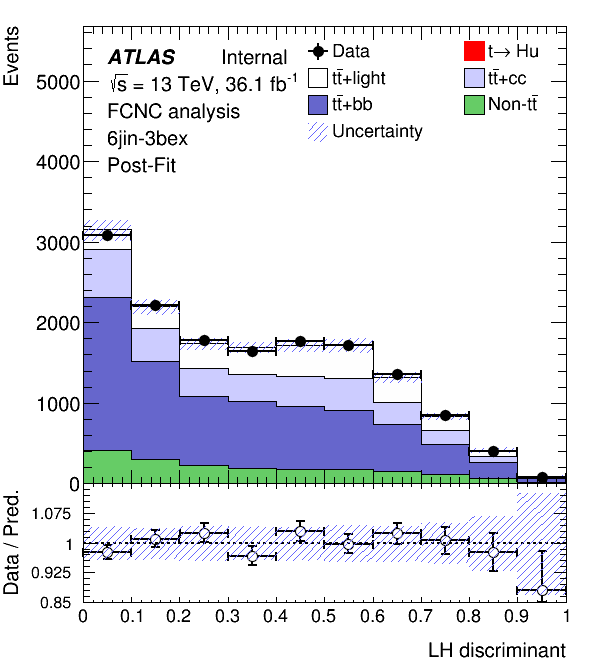 Events
5000
4000
3000
2000
1000
0
ATLAS Internal
√s = 13 TeV, 36.1 fb⁻¹
FCNC analysis
6jin-3bex
Post-Fit
Data
t→ Hu
tt̄+light
tt̄+cc
tt̄+bb
Non-tt̄
Uncertainty
Data / Pred.
1.075
1
0.925
0.85
0 0.1 0.2 0.3 0.4 0.5 0.6 0.7 0.8 0.9 1
LH discriminant